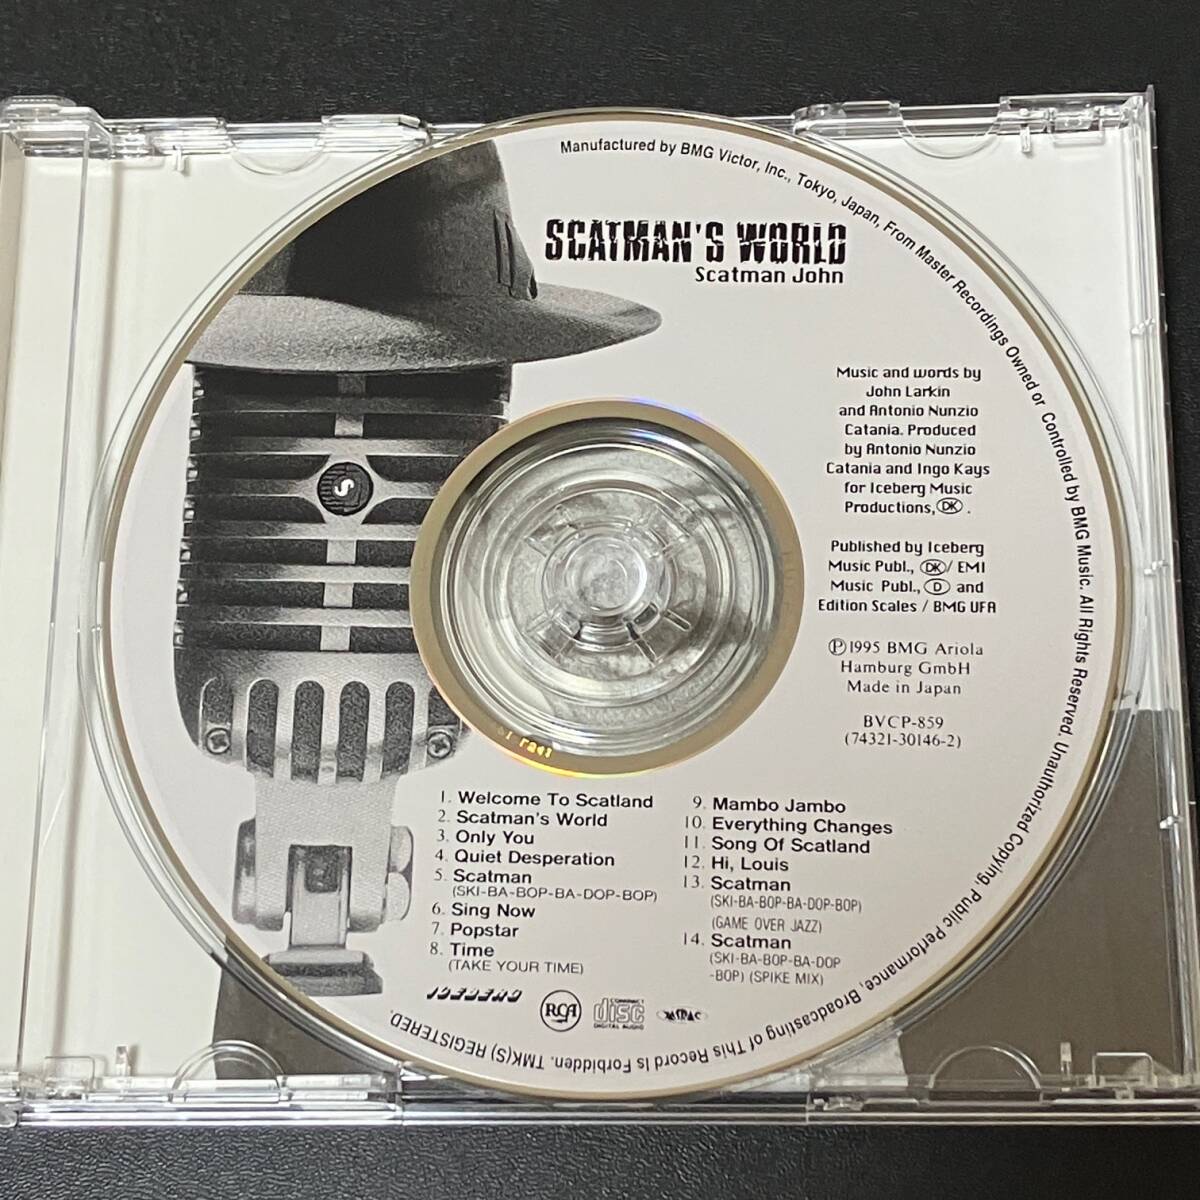 Manufactured by BMG Victor, Inc., Tokyo, Japan, From Master Recordings Owned or Controlled by BMG Music. All Rights Reserved. Unauthorized Copying, Public Performance, Broadcasting of This Record Is Forbidden. TMK(S) REGISTERED.
SCATMAN'S WORLD
Scatman John
S
Music and words by
John Larkin
and Antonio Nunzio
Catania. Produced
by Antonio Nunzio
Catania and Ingo Kays
for Iceberg Music
Productions, DK .
Published by Iceberg
Music Publ., DK / EMI
Music Publ., D and
Edition Scales / BMG UFA
Ⓟ1995 BMG Ariola
Hamburg GmbH
Made in Japan
BVCP-859
(74321-30146-2)
1. Welcome To Scatland
2. Scatman's World
3. Only You
4. Quiet Desperation
5. Scatman
(SKI-BA-BOP-BA-DOP-BOP)
6. Sing Now
7. Popstar
8. Time
(TAKE YOUR TIME)
9. Mambo Jambo
10. Everything Changes
11. Song Of Scatland
12. Hi, Louis
13. Scatman
(SKI-BA-BOP-BA-DOP-BOP)
(GAME OVER JAZZ)
14. Scatman
(SKI-BA-BOP-BA-DOP
-BOP) (SPIKE MIX)
ICEBERG
RCA
COMPACT
disc
DIGITAL AUDIO